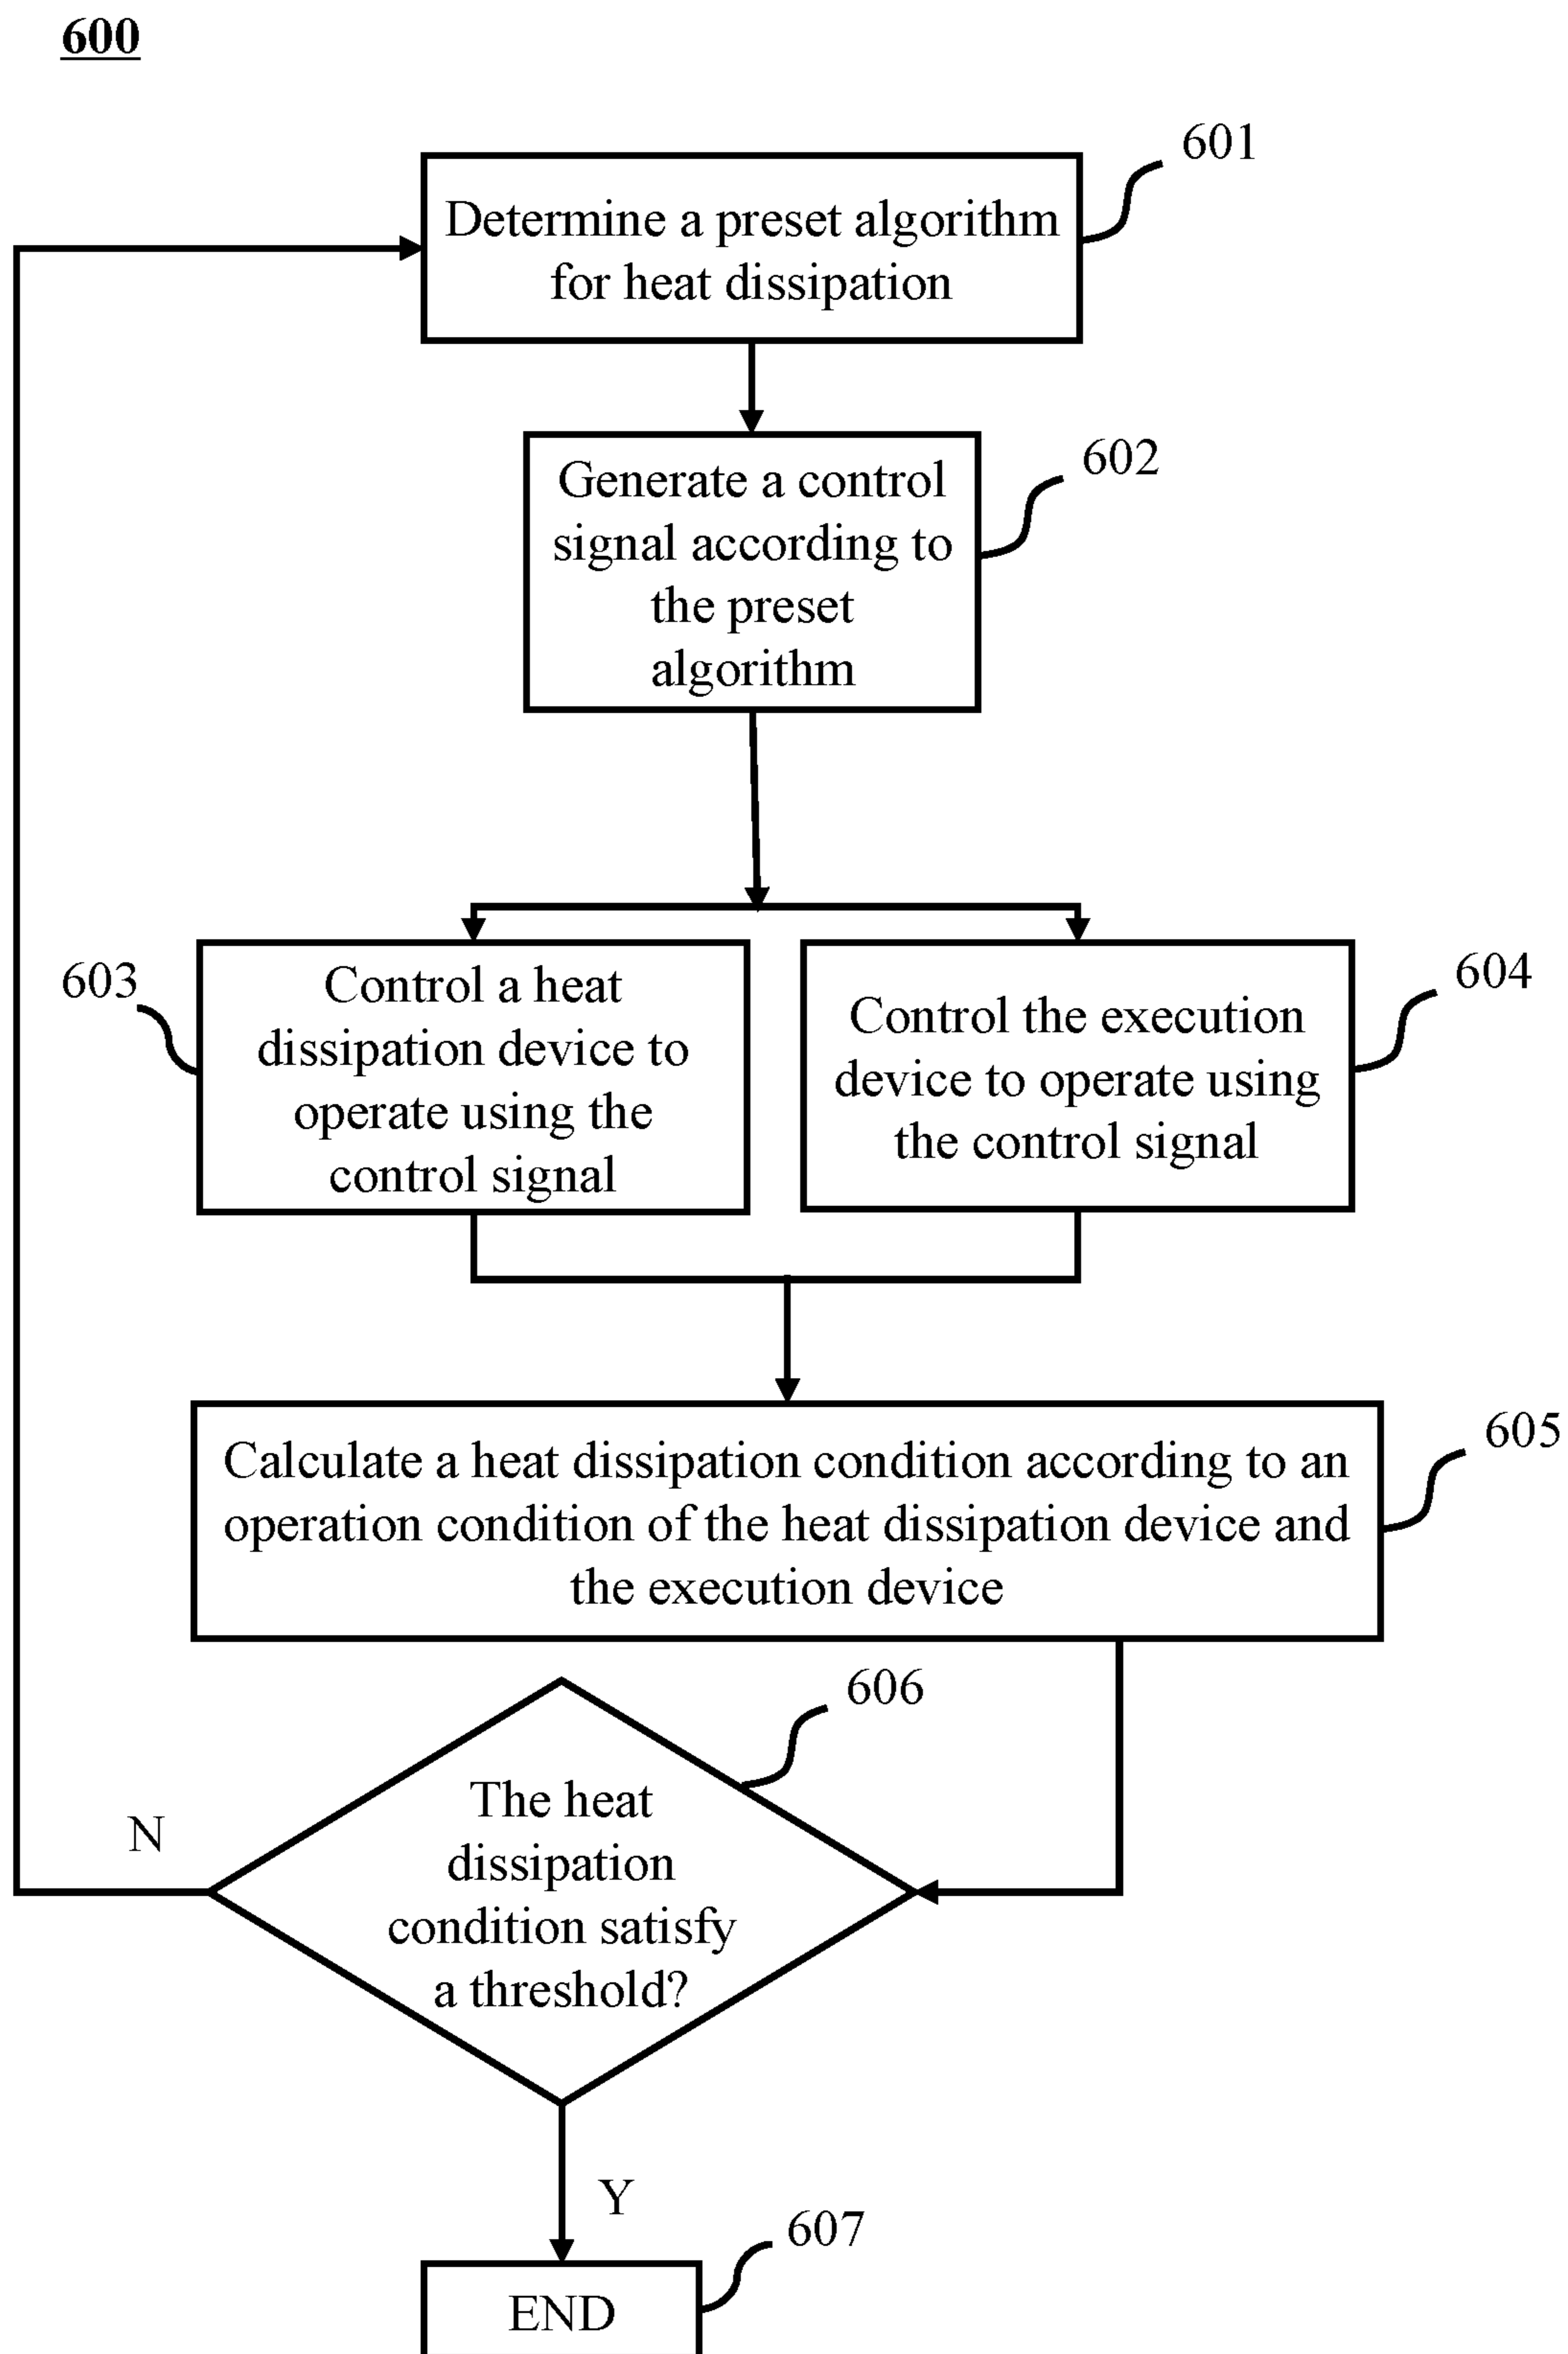 600
601
Determine a preset algorithm
for heat dissipation
602
Generate a control
signal according to
the preset
algorithm
603
Control a heat
dissipation device to
operate using the
control signal
604
Control the execution
device to operate using
the control signal
605
Calculate a heat dissipation condition according to an
operation condition of the heat dissipation device and
the execution device
606
The heat
dissipation
condition satisfy
a threshold?
N
Y
607
END